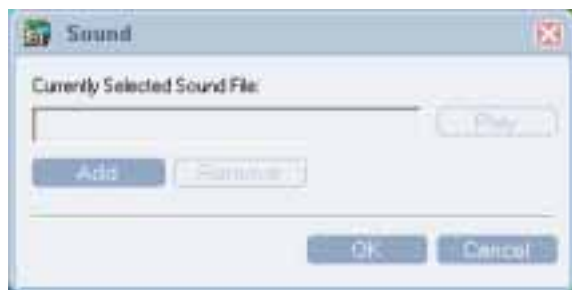 Sound
Currently Selected Sound File:
Play
Add Remove
OK Cancel